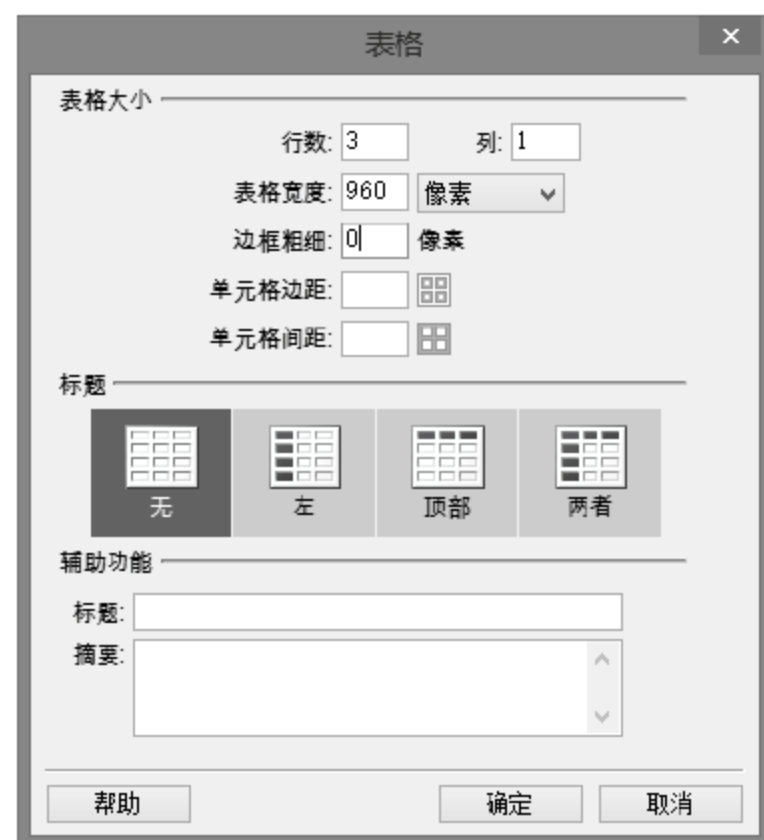 表格
表格大小
行数: 3 列: 1
表格宽度: 960 像素
边框粗细: 0 像素
单元格边距:
单元格间距:
标题
无 左 顶部 两者
辅助功能
标题:
摘要:
帮助 确定 取消